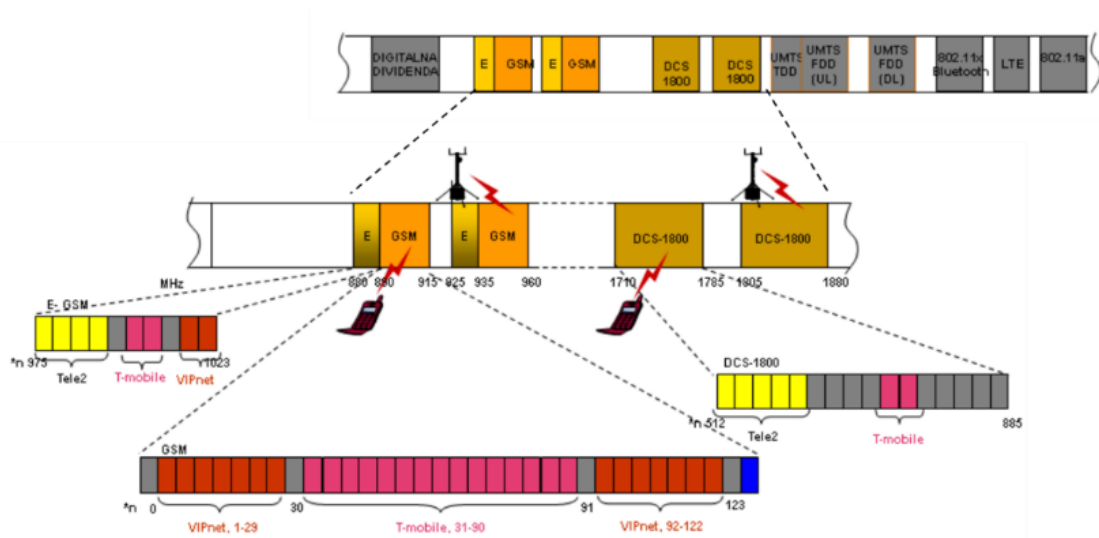 DIGITALNA
DIVIDENDA
E
GSM
E
GSM
DCS
1800
DCS
1800
UMTS
TDD
UMTS
FDD
(UL)
UMTS
FDD
(DL)
802.11x
Bluetooth
LTE
802.11a
E
GSM
E
GSM
DCS-1800
DCS-1800
MHz
880
890
915
925
935
960
1710
1785
1805
1880
E- GSM
*n 975
1023
Tele2
T-mobile
VIPnet
DCS-1800
*n 512
885
Tele2
T-mobile
GSM
*n
0
30
91
123
VIPnet, 1-29
T-mobile, 31-90
VIPnet, 92-122